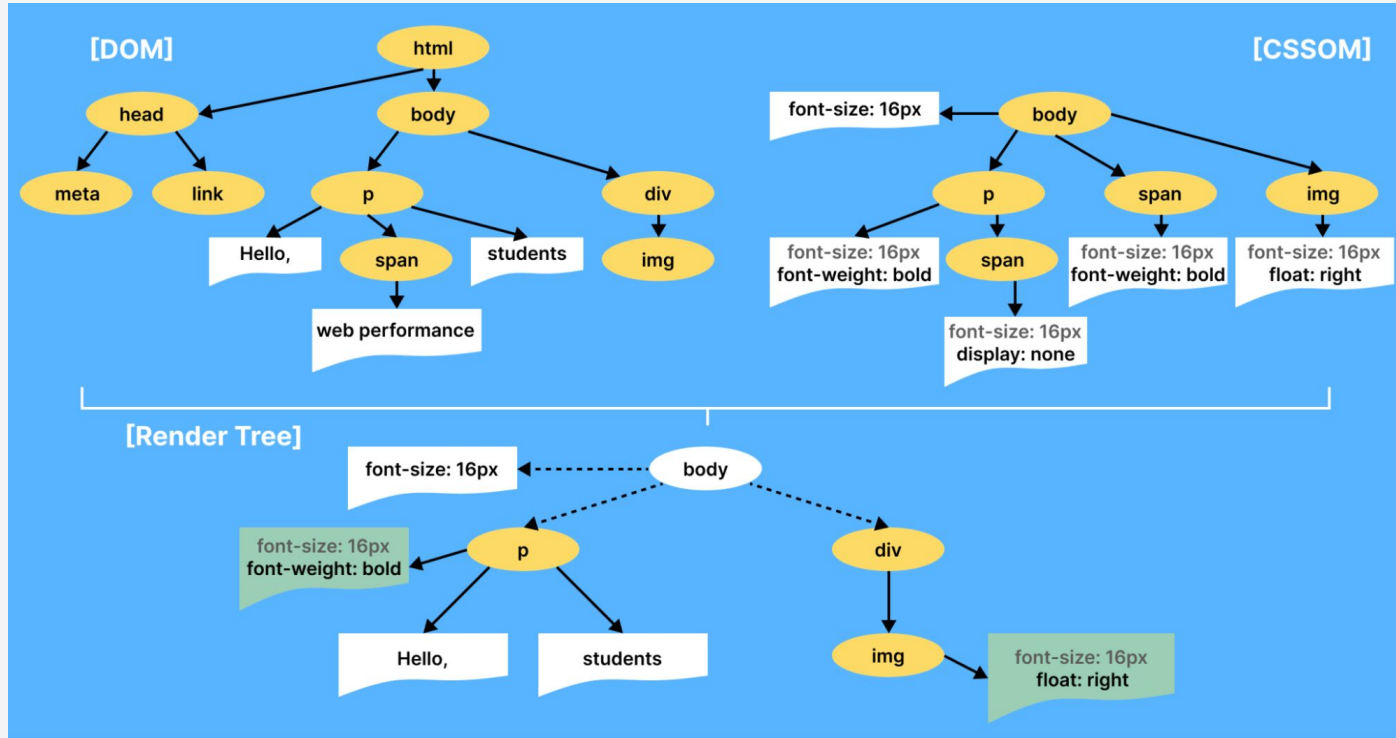 [DOM]
html
head
body
meta
link
p
div
Hello,
span
students
img
web performance
[CSSOM]
font-size: 16px
body
p
span
img
font-size: 16px
font-weight: bold
span
font-size: 16px
font-weight: bold
font-size: 16px
float: right
font-size: 16px
display: none
[Render Tree]
font-size: 16px
body
font-size: 16px
font-weight: bold
p
div
Hello,
students
img
font-size: 16px
float: right